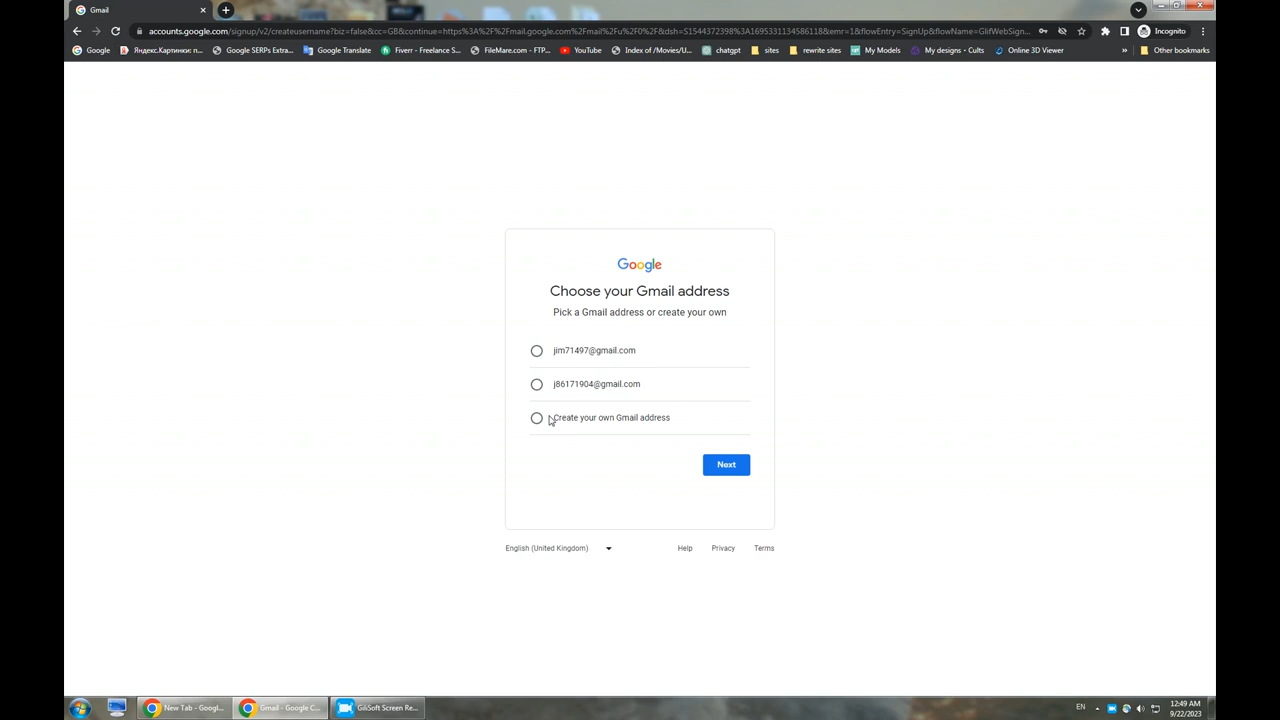 Gmail
accounts.google.com/signup/v2/createusername?biz=false&cc=GB&continue=https%3A%2F%2Fmail.google.com%2Fmail%2Fu%2F0%2F&dsh=S1544372398%3A1695331134586118&emr=1&flowEntry=SignUp&flowName=GlifWebSign...
Incognito
Google
Яндекс.Картинки: п...
Google SERPs Extra...
Google Translate
Fiverr - Freelance S...
FileMare.com - FTP...
YouTube
Index of /Movies/U...
chatgpt
sites
rewrite sites
My Models
My designs • Cults
Online 3D Viewer
»
Other bookmarks
Google
Choose your Gmail address
Pick a Gmail address or create your own
jim71497@gmail.com
j86171904@gmail.com
Create your own Gmail address
Next
English (United Kingdom)
Help
Privacy
Terms
New Tab - Googl...
Gmail - Google C...
GiliSoft Screen Re...
EN
12:49 AM
9/22/2023